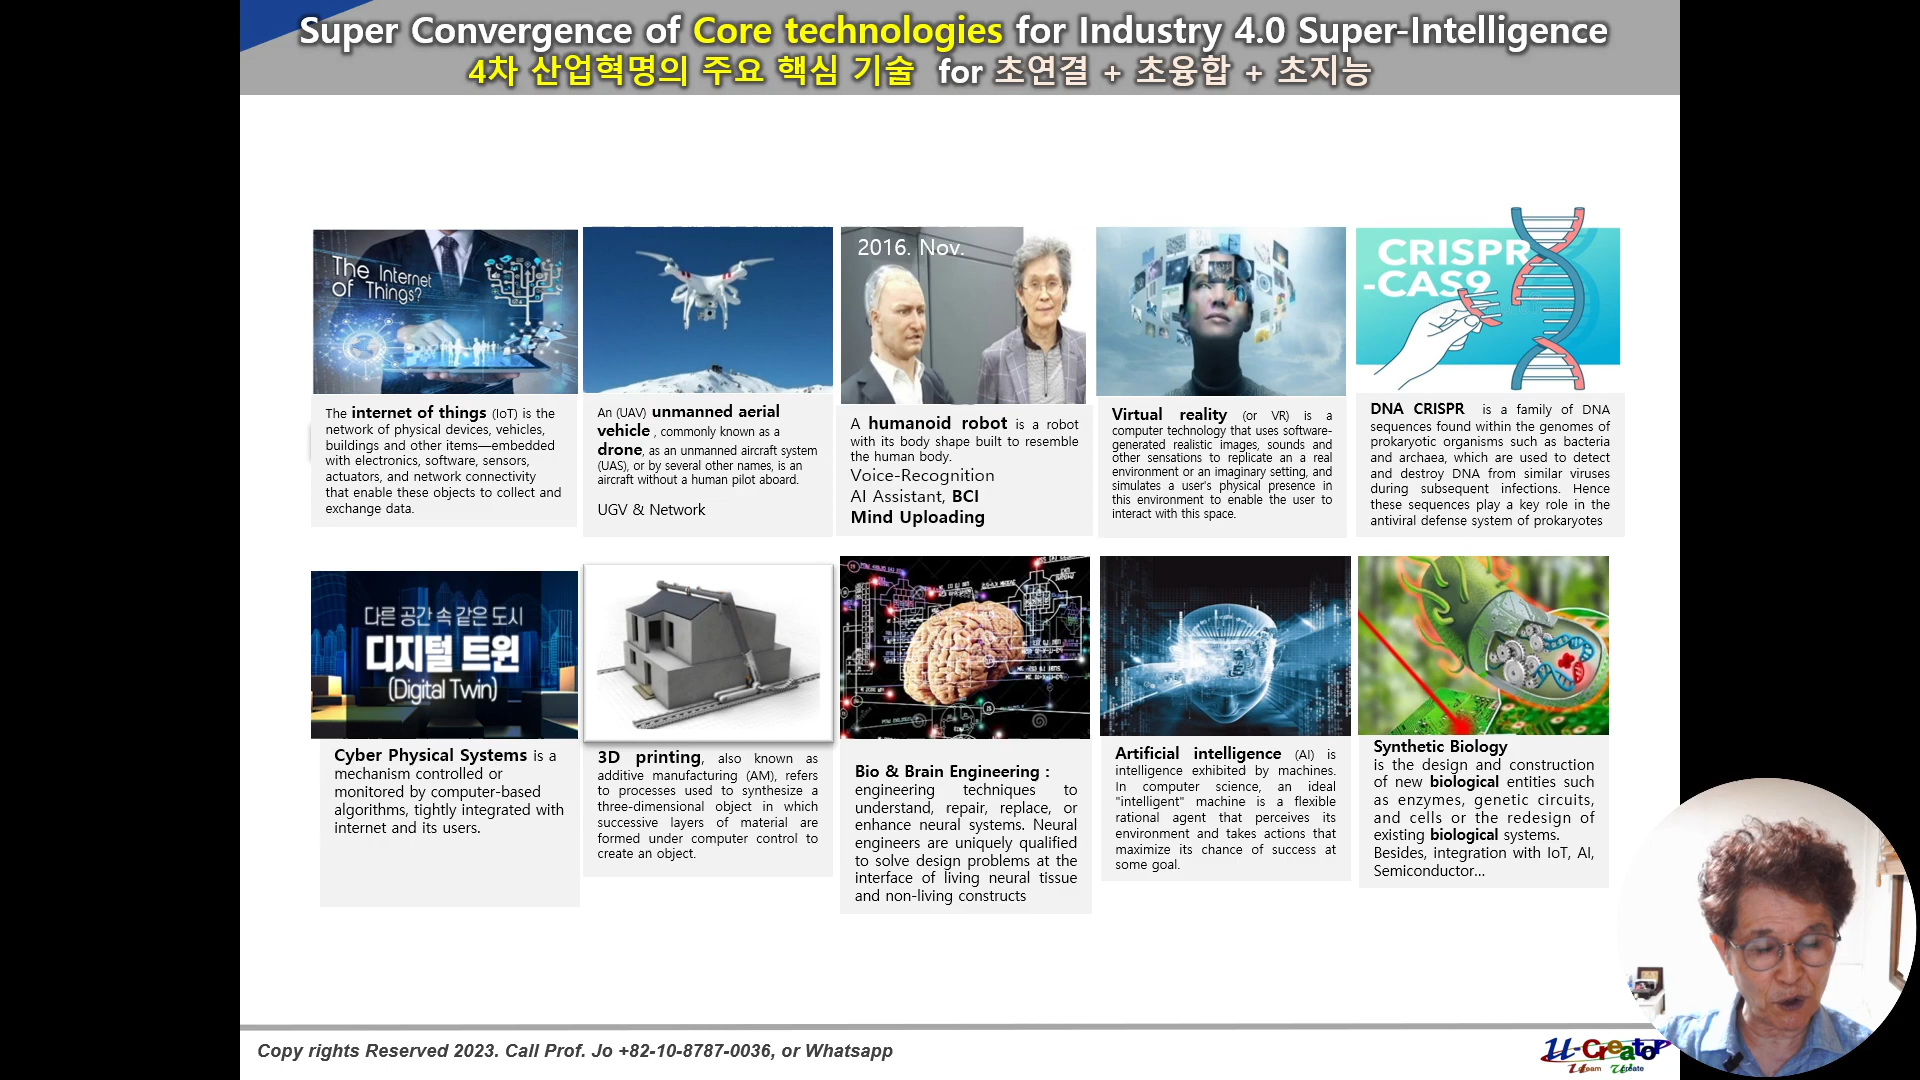 Super Convergence of Core technologies for Industry 4.0 Super-Intelligence
4차 산업혁명의 주요 핵심 기술 for 초연결 + 초융합 + 초지능
The Internet
of Things?
The internet of things (IoT) is the
network of physical devices, vehicles,
buildings and other items—embedded
with electronics, software, sensors,
actuators, and network connectivity
that enable these objects to collect and
exchange data.
An (UAV) unmanned aerial
vehicle , commonly known as a
drone, as an unmanned aircraft system
(UAS), or by several other names, is an
aircraft without a human pilot aboard.
UGV & Network
2016. Nov.
A humanoid robot is a robot
with its body shape built to resemble
the human body.
Voice-Recognition
AI Assistant, BCI
Mind Uploading
Virtual reality (or VR) is a
computer technology that uses software-
generated realistic images, sounds and
other sensations to replicate an a real
environment or an imaginary setting, and
simulates a user's physical presence in
this environment to enable the user to
interact with this space.
CRISPR
-CAS9
DNA CRISPR is a family of DNA
sequences found within the genomes of
prokaryotic organisms such as bacteria
and archaea, which are used to detect
and destroy DNA from similar viruses
during subsequent infections. Hence
these sequences play a key role in the
antiviral defense system of prokaryotes
다른 공간 속 같은 도시
디지털 트윈
(Digital Twin)
Cyber Physical Systems is a
mechanism controlled or
monitored by computer-based
algorithms, tightly integrated with
internet and its users.
3D printing, also known as
additive manufacturing (AM), refers
to processes used to synthesize a
three-dimensional object in which
successive layers of material are
formed under computer control to
create an object.
Bio & Brain Engineering :
engineering techniques to
understand, repair, replace, or
enhance neural systems. Neural
engineers are uniquely qualified
to solve design problems at the
interface of living neural tissue
and non-living constructs
Artificial intelligence (AI) is
intelligence exhibited by machines.
In computer science, an ideal
"intelligent" machine is a flexible
rational agent that perceives its
environment and takes actions that
maximize its chance of success at
some goal.
Synthetic Biology
is the design and construction
of new biological entities such
as enzymes, genetic circuits,
and cells or the redesign of
existing biological systems.
Besides, integration with IoT, AI,
Semiconductor...
Copy rights Reserved 2023. Call Prof. Jo +82-10-8787-0036, or Whatsapp
U-Creator